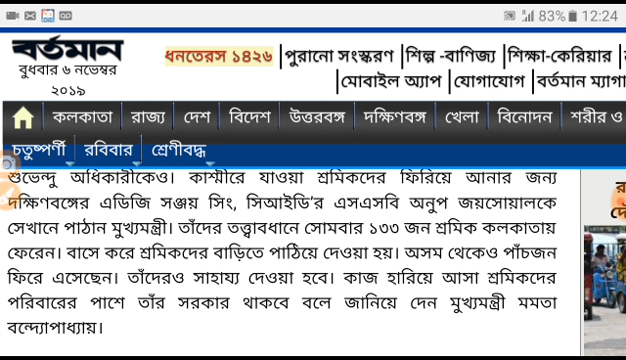 83% 12:24
বর্তমান
বুধবার ৬ নভেম্বর
২০১৯
ধনতেরস ১৪২৬ |পুরানো সংস্করণ |শিল্প -বাণিজ্য |শিক্ষা-কেরিয়ার |
|মোবাইল অ্যাপ |যোগাযোগ |বর্তমান ম্যাগা
কলকাতা রাজ্য দেশ বিদেশ উত্তরবঙ্গ দক্ষিণবঙ্গ খেলা বিনোদন শরীর ও
চতুষ্পর্ণী রবিবার শ্রেণীবদ্ধ
শুভেন্দু অধিকারীকেও। কাশ্মীরে যাওয়া শ্রমিকদের ফিরিয়ে আনার জন্য
দক্ষিণবঙ্গের এডিজি সঞ্জয় সিং, সিআইডি’র এসএসবি অনুপ জয়সোয়ালকে
সেখানে পাঠান মুখ্যমন্ত্রী। তাঁদের তত্ত্বাবধানে সোমবার ১৩৩ জন শ্রমিক কলকাতায়
ফেরেন। বাসে করে শ্রমিকদের বাড়িতে পাঠিয়ে দেওয়া হয়। অসম থেকেও পাঁচজন
ফিরে এসেছেন। তাঁদেরও সাহায্য দেওয়া হবে। কাজ হারিয়ে আসা শ্রমিকদের
পরিবারের পাশে তাঁর সরকার থাকবে বলে জানিয়ে দেন মুখ্যমন্ত্রী মমতা
বন্দ্যোপাধ্যায়।